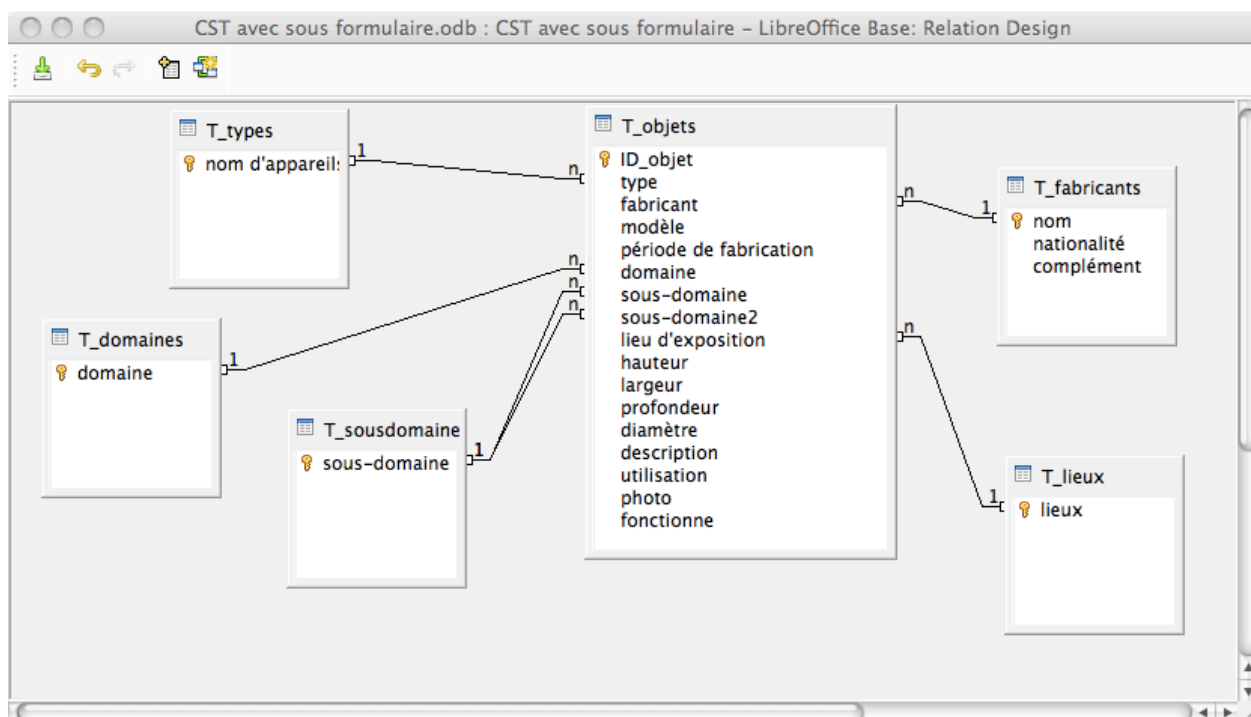 CST avec sous formulaire.odb : CST avec sous formulaire – LibreOffice Base: Relation Design
T_types
nom d'appareils
T_objets
ID_objet
type
fabricant
modèle
période de fabrication
domaine
sous-domaine
sous-domaine2
lieu d'exposition
hauteur
largeur
profondeur
diamètre
description
utilisation
photo
fonctionne
T_fabricants
nom
nationalité
complément
T_domaines
domaine
T_sousdomaine
sous-domaine
T_lieux
lieux
1
n
n
1
n
n
1
1
n
1
n
1